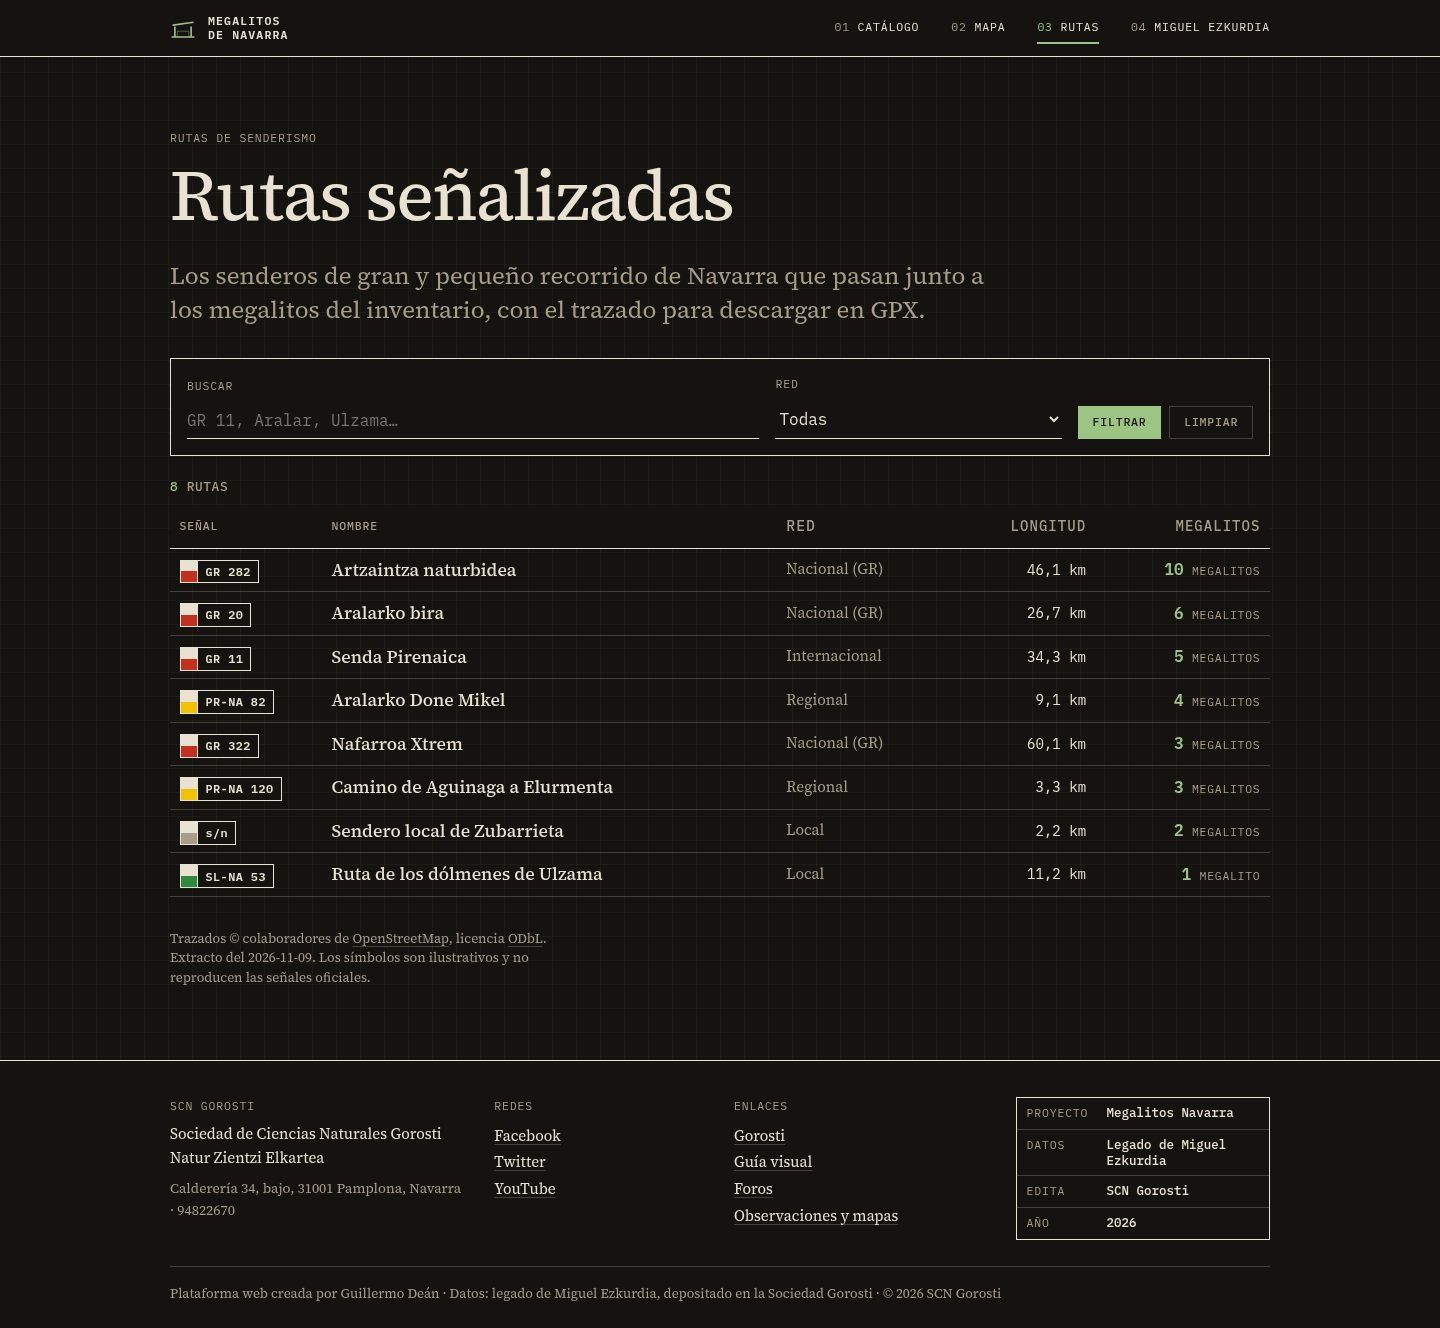 MEGALITOS
DE NAVARRA
01 CATÁLOGO
02 MAPA
03 RUTAS
04 MIGUEL EZKURDIA
RUTAS DE SENDERISMO
Rutas señalizadas
Los senderos de gran y pequeño recorrido de Navarra que pasan junto a
los megalitos del inventario, con el trazado para descargar en GPX.
BUSCAR
GR 11, Aralar, Ulzama…
RED
Todas
FILTRAR
LIMPIAR
8 RUTAS
SEÑAL NOMBRE RED LONGITUD MEGALITOS
GR 282 Artzaintza naturbidea Nacional (GR) 46,1 km 10 MEGALITOS
GR 20 Aralarko bira Nacional (GR) 26,7 km 6 MEGALITOS
GR 11 Senda Pirenaica Internacional 34,3 km 5 MEGALITOS
PR-NA 82 Aralarko Done Mikel Regional 9,1 km 4 MEGALITOS
GR 322 Nafarroa Xtrem Nacional (GR) 60,1 km 3 MEGALITOS
PR-NA 120 Camino de Aguinaga a Elurmenta Regional 3,3 km 3 MEGALITOS
s/n Sendero local de Zubarrieta Local 2,2 km 2 MEGALITOS
SL-NA 53 Ruta de los dólmenes de Ulzama Local 11,2 km 1 MEGALITO
Trazados © colaboradores de OpenStreetMap, licencia ODbL.
Extracto del 2026-11-09. Los símbolos son ilustrativos y no
reproducen las señales oficiales.
SCN GOROSTI
Sociedad de Ciencias Naturales Gorosti
Natur Zientzi Elkartea
Calderería 34, bajo, 31001 Pamplona, Navarra
· 94822670
REDES
Facebook
Twitter
YouTube
ENLACES
Gorosti
Guía visual
Foros
Observaciones y mapas
PROYECTO Megalitos Navarra
DATOS Legado de Miguel
Ezkurdia
EDITA SCN Gorosti
AÑO 2026
Plataforma web creada por Guillermo Deán · Datos: legado de Miguel Ezkurdia, depositado en la Sociedad Gorosti · © 2026 SCN Gorosti